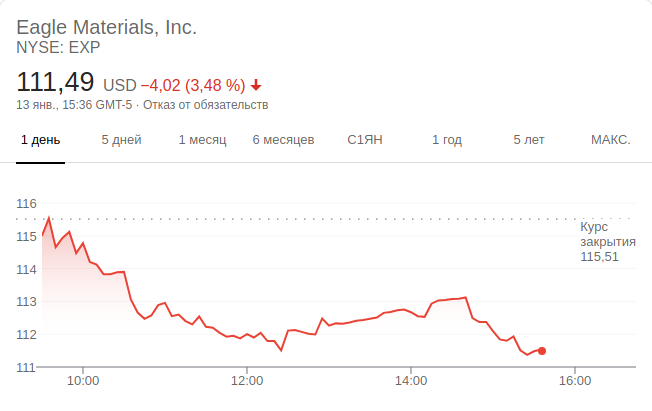 Eagle Materials, Inc.
NYSE: EXP
111,49 USD −4,02 (3,48 %)
13 янв., 15:36 GMT-5 · Отказ от обязательств
1 день 5 дней 1 месяц 6 месяцев С1ЯН 1 год 5 лет МАКС.
116
115
114
113
112
111
Курс
закрытия
115,51
10:00 12:00 14:00 16:00